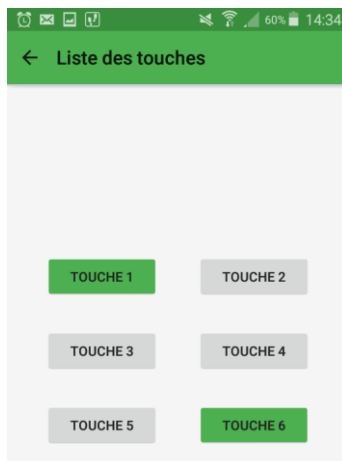 60% 14:34
Liste des touches
TOUCHE 1 TOUCHE 2
TOUCHE 3 TOUCHE 4
TOUCHE 5 TOUCHE 6